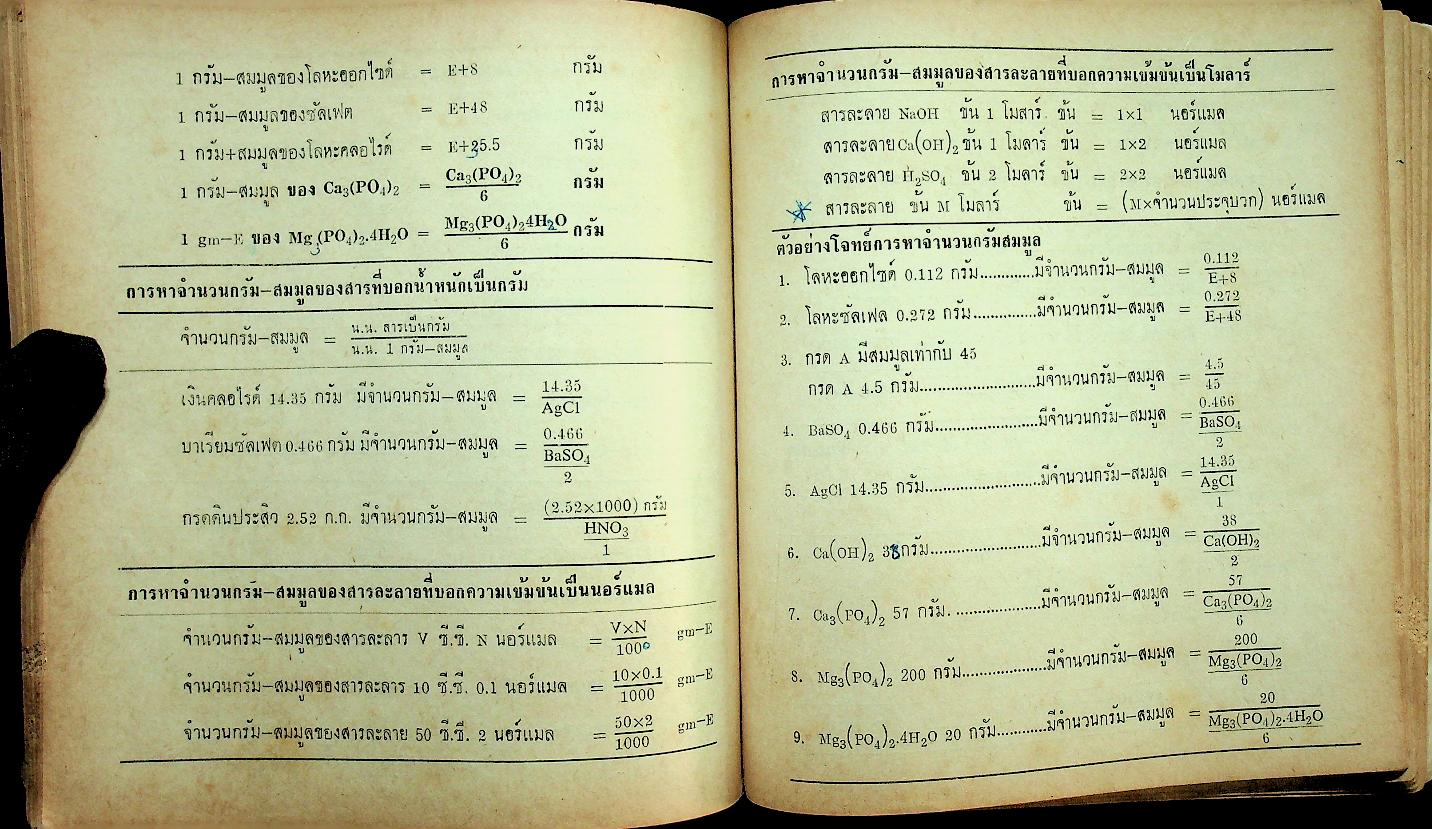 1 กรัม-สมมูลของโลหะออกไซด์ = E+8 กรัม
1 กรัม-สมมูลของซัลเฟต = E+48 กรัม
1 กรัม+สมมูลของโลหะคลอไรด์ = E+35.5 กรัม
1 กรัม-สมมูล ของ Ca₃(PO₄)₂ = Ca₃(PO₄)₂ / 6 กรัม
1 gm-E ของ Mg₃(PO₄)₂.4H₂O = Mg₃(PO₄)₂4H₂O / 6 กรัม
การหาจำนวนกรัม-สมมูลของสารที่บอกน้ำหนักเป็นกรัม
จำนวนกรัม-สมมูล = น.น. สารเป็นกรัม / น.น. 1 กรัม-สมมูล
เงินคลอไรด์ 14.35 กรัม มีจำนวนกรัม-สมมูล = 14.35 / AgCl
บาเรียมซัลเฟต 0.466 กรัม มีจำนวนกรัม-สมมูล = 0.466 / BaSO₄ / 2
กรดดินประสิว 2.52 ก.ก. มีจำนวนกรัม-สมมูล = (2.52×1000) กรัม / HNO₃ / 1
การหาจำนวนกรัม-สมมูลของสารละลายที่บอกความเข้มข้นเป็นนอร์แมล
จำนวนกรัม-สมมูลของสารละลาร V ซี.ซี. N นอร์แมล = V×N / 1000 gm-E
จำนวนกรัม-สมมูลของสารละลาร 10 ซี.ซี. 0.1 นอร์แมล = 10×0.1 / 1000 gm-E
จำนวนกรัม-สมมูลของสารละลาย 50 ซี.ซี. 2 นอร์แมล = 50×2 / 1000 gm-E
การหาจำนวนกรัม-สมมูลของสารละลายที่บอกความเข้มข้นเป็นโมลาร์
สารละลาย NaOH ข้น 1 โมลาร์ ข้น = 1×1 นอร์แมล
สารละลาย Ca(OH)₂ ข้น 1 โมลาร์ ข้น = 1×2 นอร์แมล
สารละลาย H₂SO₄ ข้น 2 โมลาร์ ข้น = 2×2 นอร์แมล
สารละลาย ข้น M โมลาร์ ข้น = (M×จำนวนประจุบวก) นอร์แมล
ตัวอย่างโจทย์การหาจำนวนกรัมสมมูล
1. โลหะออกไซด์ 0.112 กรัม............มีจำนวนกรัม-สมมูล = 0.112 / E+8
2. โลหะซัลเฟล 0.272 กรัม..............มีจำนวนกรัม-สมมูล = 0.272 / E+48
3. กรด A มีสมมูลเท่ากับ 45
กรด A 4.5 กรัม..........................มีจำนวนกรัม-สมมูล = 4.5 / 45
4. BaSO₄ 0.466 กรัม.......................มีจำนวนกรัม-สมมูล = 0.466 / BaSO₄ / 2
5. AgCl 14.35 กรัม..........................มีจำนวนกรัม-สมมูล = 14.35 / AgCl / 1
6. Ca(OH)₂ 38กรัม.........................มีจำนวนกรัม-สมมูล = 38 / Ca(OH)₂ / 2
7. Ca₃(PO₄)₂ 57 กรัม. ...................มีจำนวนกรัม-สมมูล = 57 / Ca₃(PO₄)₂ / 6
8. Mg₃(PO₄)₂ 200 กรัม...................มีจำนวนกรัม-สมมูล = 200 / Mg₃(PO₄)₂ / 6
9. Mg₃(PO₄)₂.4H₂O 20 กรัม...........มีจำนวนกรัม-สมมูล = 20 / Mg₃(PO₄)₂.4H₂O / 6